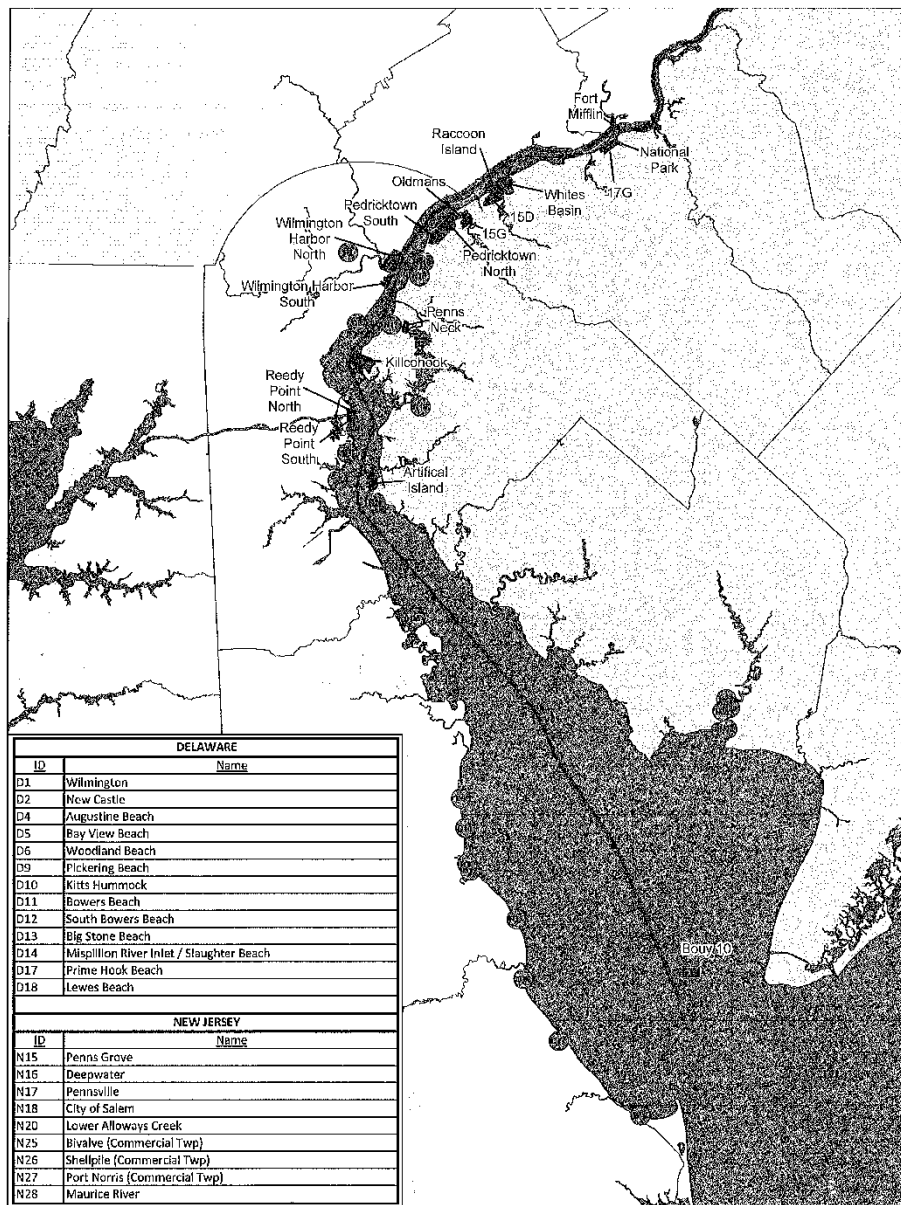 Fort
Mifflin
Raccoon
Island
National
Park
Oldmans
Whites
Basin
17G
Pedricktown
South
15D
15G
Wilmington
Harbor
North
Pedricktown
North
Wilmington Harbor
South
Penns
Neck
Killcohook
Reedy
Point
North
Reedy
Point
South
Artifical
Island
Bouy 10
DELAWARE
ID Name
D1 Wilmington
D2 New Castle
D4 Augustine Beach
D5 Bay View Beach
D6 Woodland Beach
D9 Pickering Beach
D10 Kitts Hummock
D11 Bowers Beach
D12 South Bowers Beach
D13 Big Stone Beach
D14 Mispillion River Inlet / Slaughter Beach
D17 Prime Hook Beach
D18 Lewes Beach
NEW JERSEY
ID Name
N15 Penns Grove
N16 Deepwater
N17 Pennsville
N18 City of Salem
N20 Lower Alloways Creek
N25 Bivalve (Commercial Twp)
N26 Shellpile (Commercial Twp)
N27 Port Norris (Commercial Twp)
N28 Maurice River